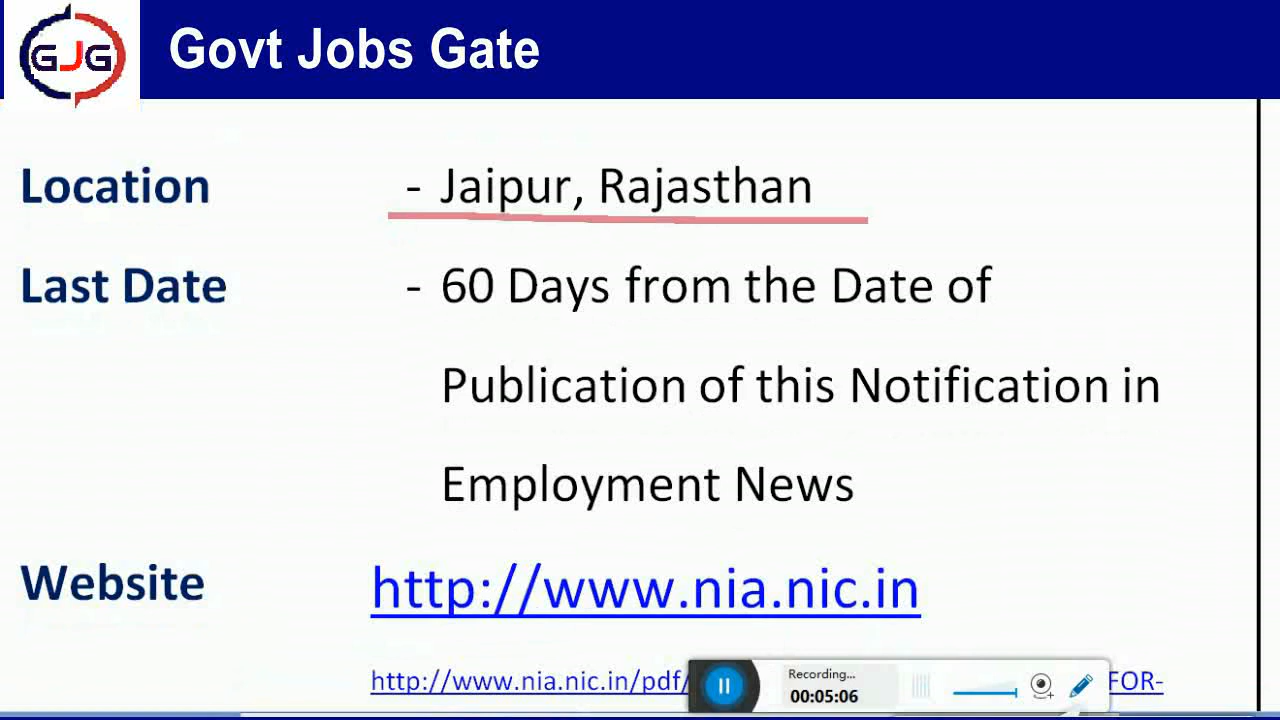 GJG
Govt Jobs Gate
Location - Jaipur, Rajasthan
Last Date - 60 Days from the Date of
Publication of this Notification in
Employment News
Website http://www.nia.nic.in
http://www.nia.nic.in/pdf/ FOR-
Recording...
00:05:06